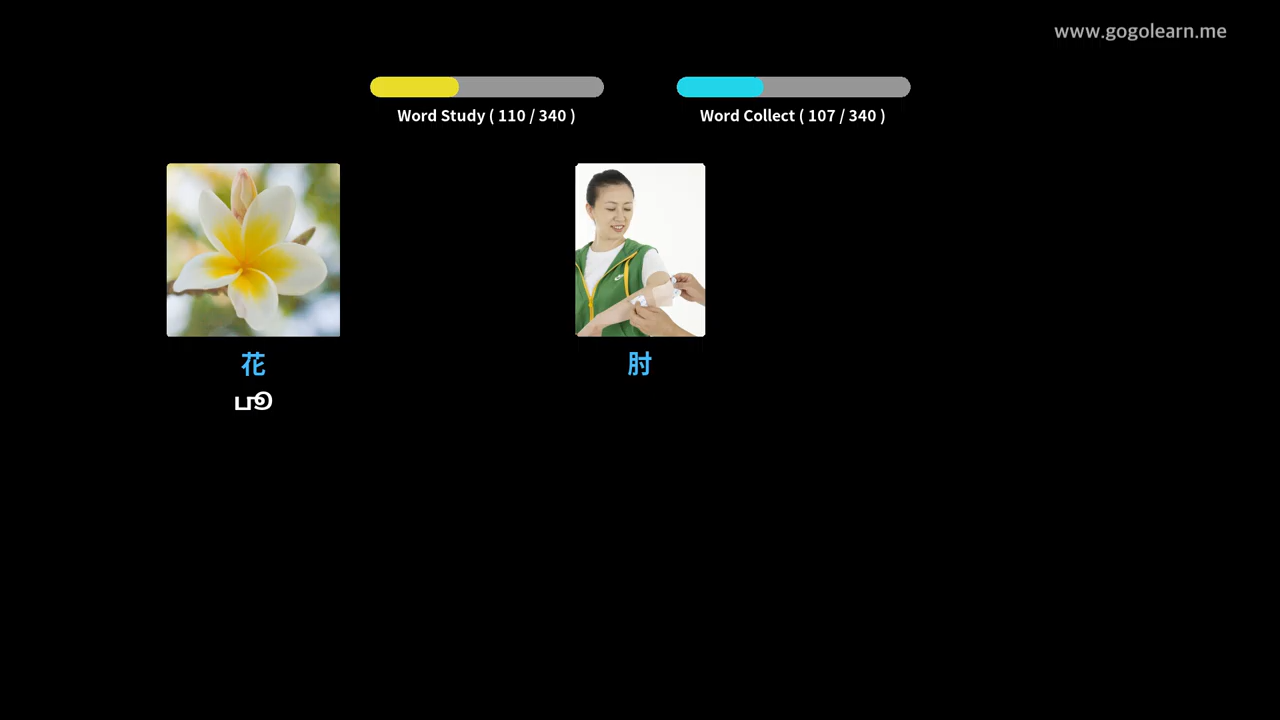 www.gogolearn.me
Word Study ( 110 / 340 )
Word Collect ( 107 / 340 )
花
பூ
肘